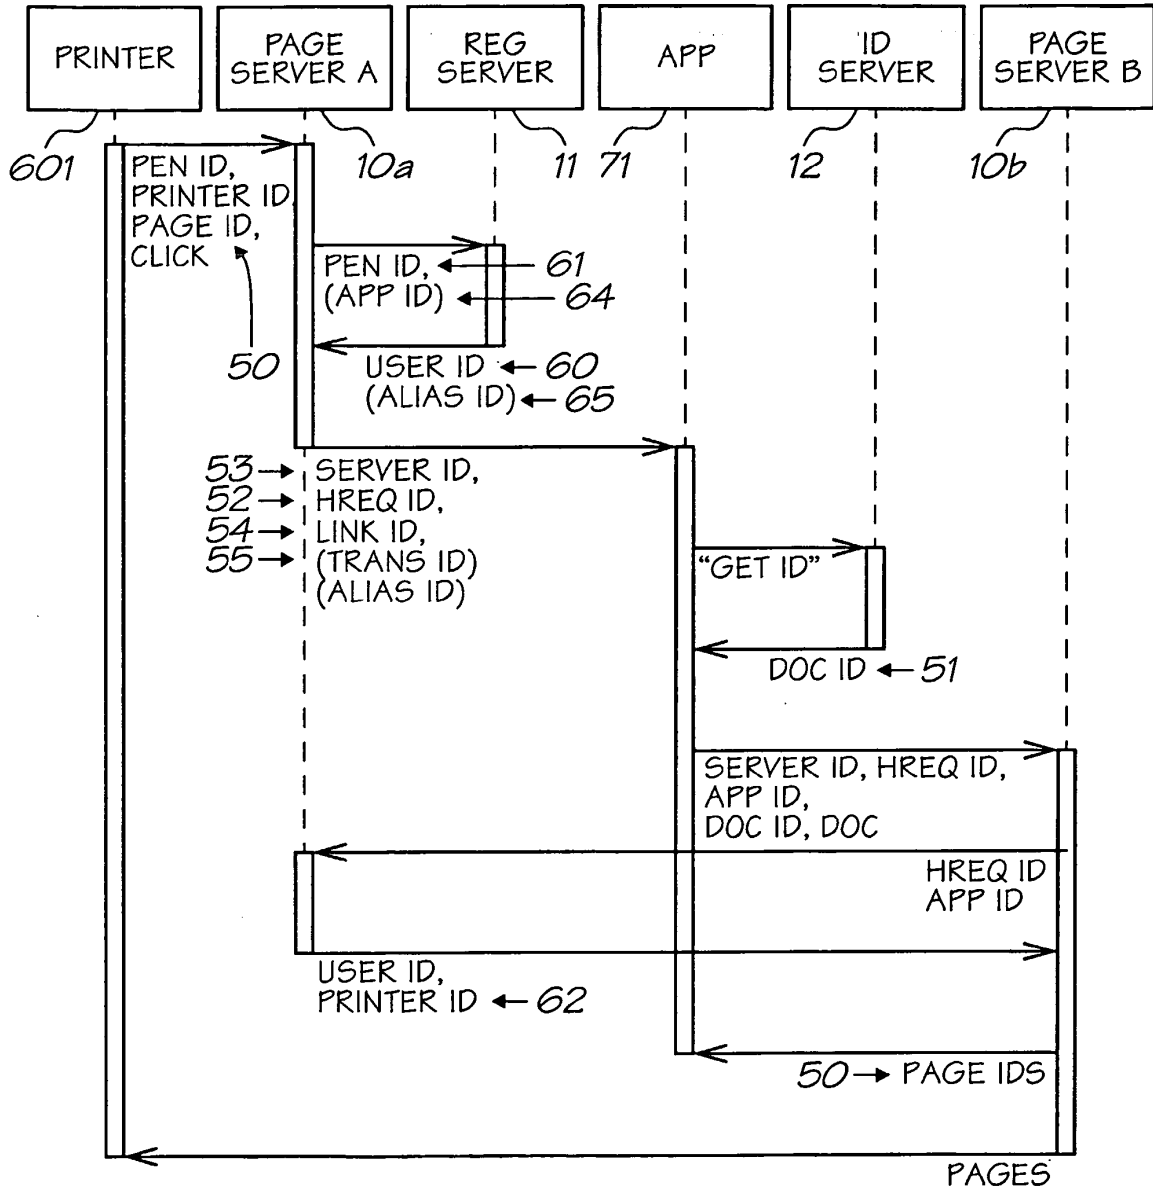 PRINTER
PAGE
SERVER A
REG
SERVER
APP
ID
SERVER
PAGE
SERVER B
601
10a
11
71
12
10b
PEN ID,
PRINTER ID,
PAGE ID,
CLICK
50
PEN ID,
61
(APP ID)
64
USER ID
60
(ALIAS ID)
65
53
SERVER ID,
52
HREQ ID,
54
LINK ID,
55
(TRANS ID)
(ALIAS ID)
"GET ID"
DOC ID
51
SERVER ID, HREQ ID,
APP ID,
DOC ID, DOC
HREQ ID
APP ID
USER ID,
PRINTER ID
62
50
PAGE IDS
PAGES